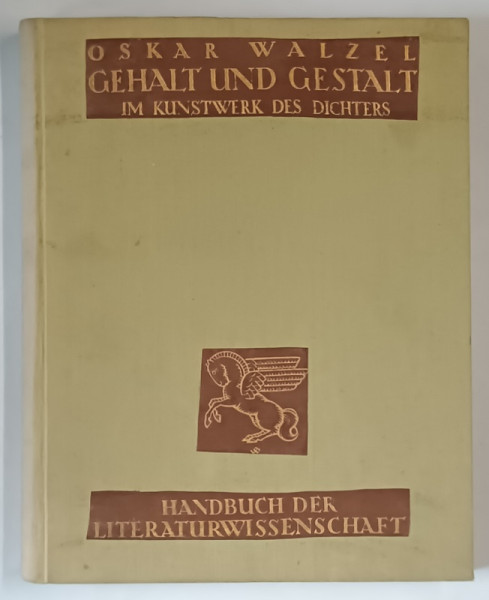 OSKAR WALZEL
GEHALT UND GESTALT
IM KUNSTWERK DES DICHTERS
HANDBUCH DER
LITERATURWISSENSCHAFT